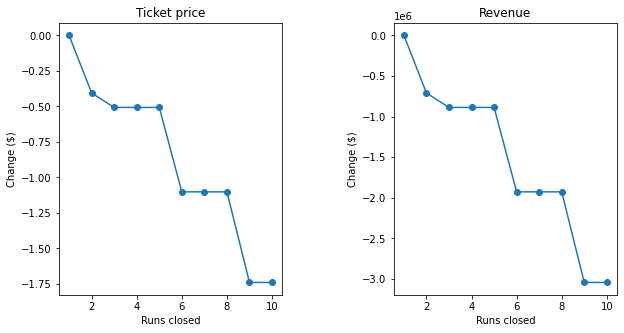 Ticket price
0.00
−0.25
−0.50
−0.75
−1.00
−1.25
−1.50
−1.75
Change ($)
2 4 6 8 10
Runs closed
Revenue
1e6
0.0
−0.5
−1.0
−1.5
−2.0
−2.5
−3.0
Change ($)
2 4 6 8 10
Runs closed